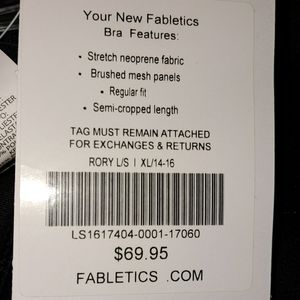 Your New Fabletics
Bra Features:
• Stretch neoprene fabric
• Brushed mesh panels
• Regular fit
• Semi-cropped length
TAG MUST REMAIN ATTACHED
FOR EXCHANGES & RETURNS
RORY L/S | XL/14-16
LS1617404-0001-17060
$69.95
FABLETICS .COM